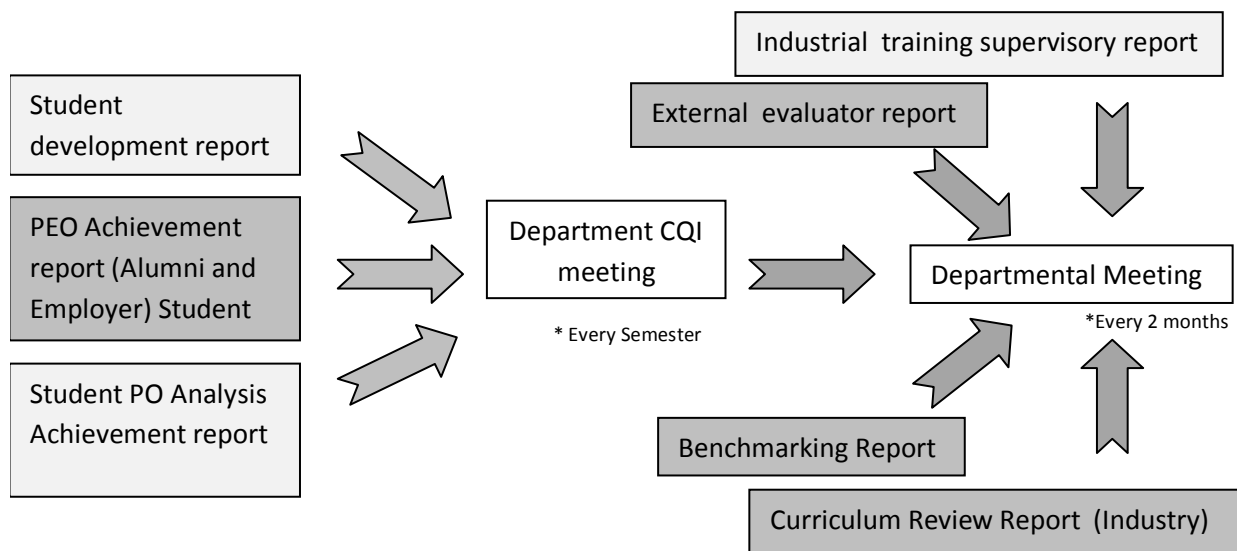 Industrial training supervisory report
External evaluator report
Student
development report
PEO Achievement
report (Alumni and
Employer) Student
Student PO Analysis
Achievement report
Department CQI
meeting
* Every Semester
Departmental Meeting
*Every 2 months
Benchmarking Report
Curriculum Review Report (Industry)